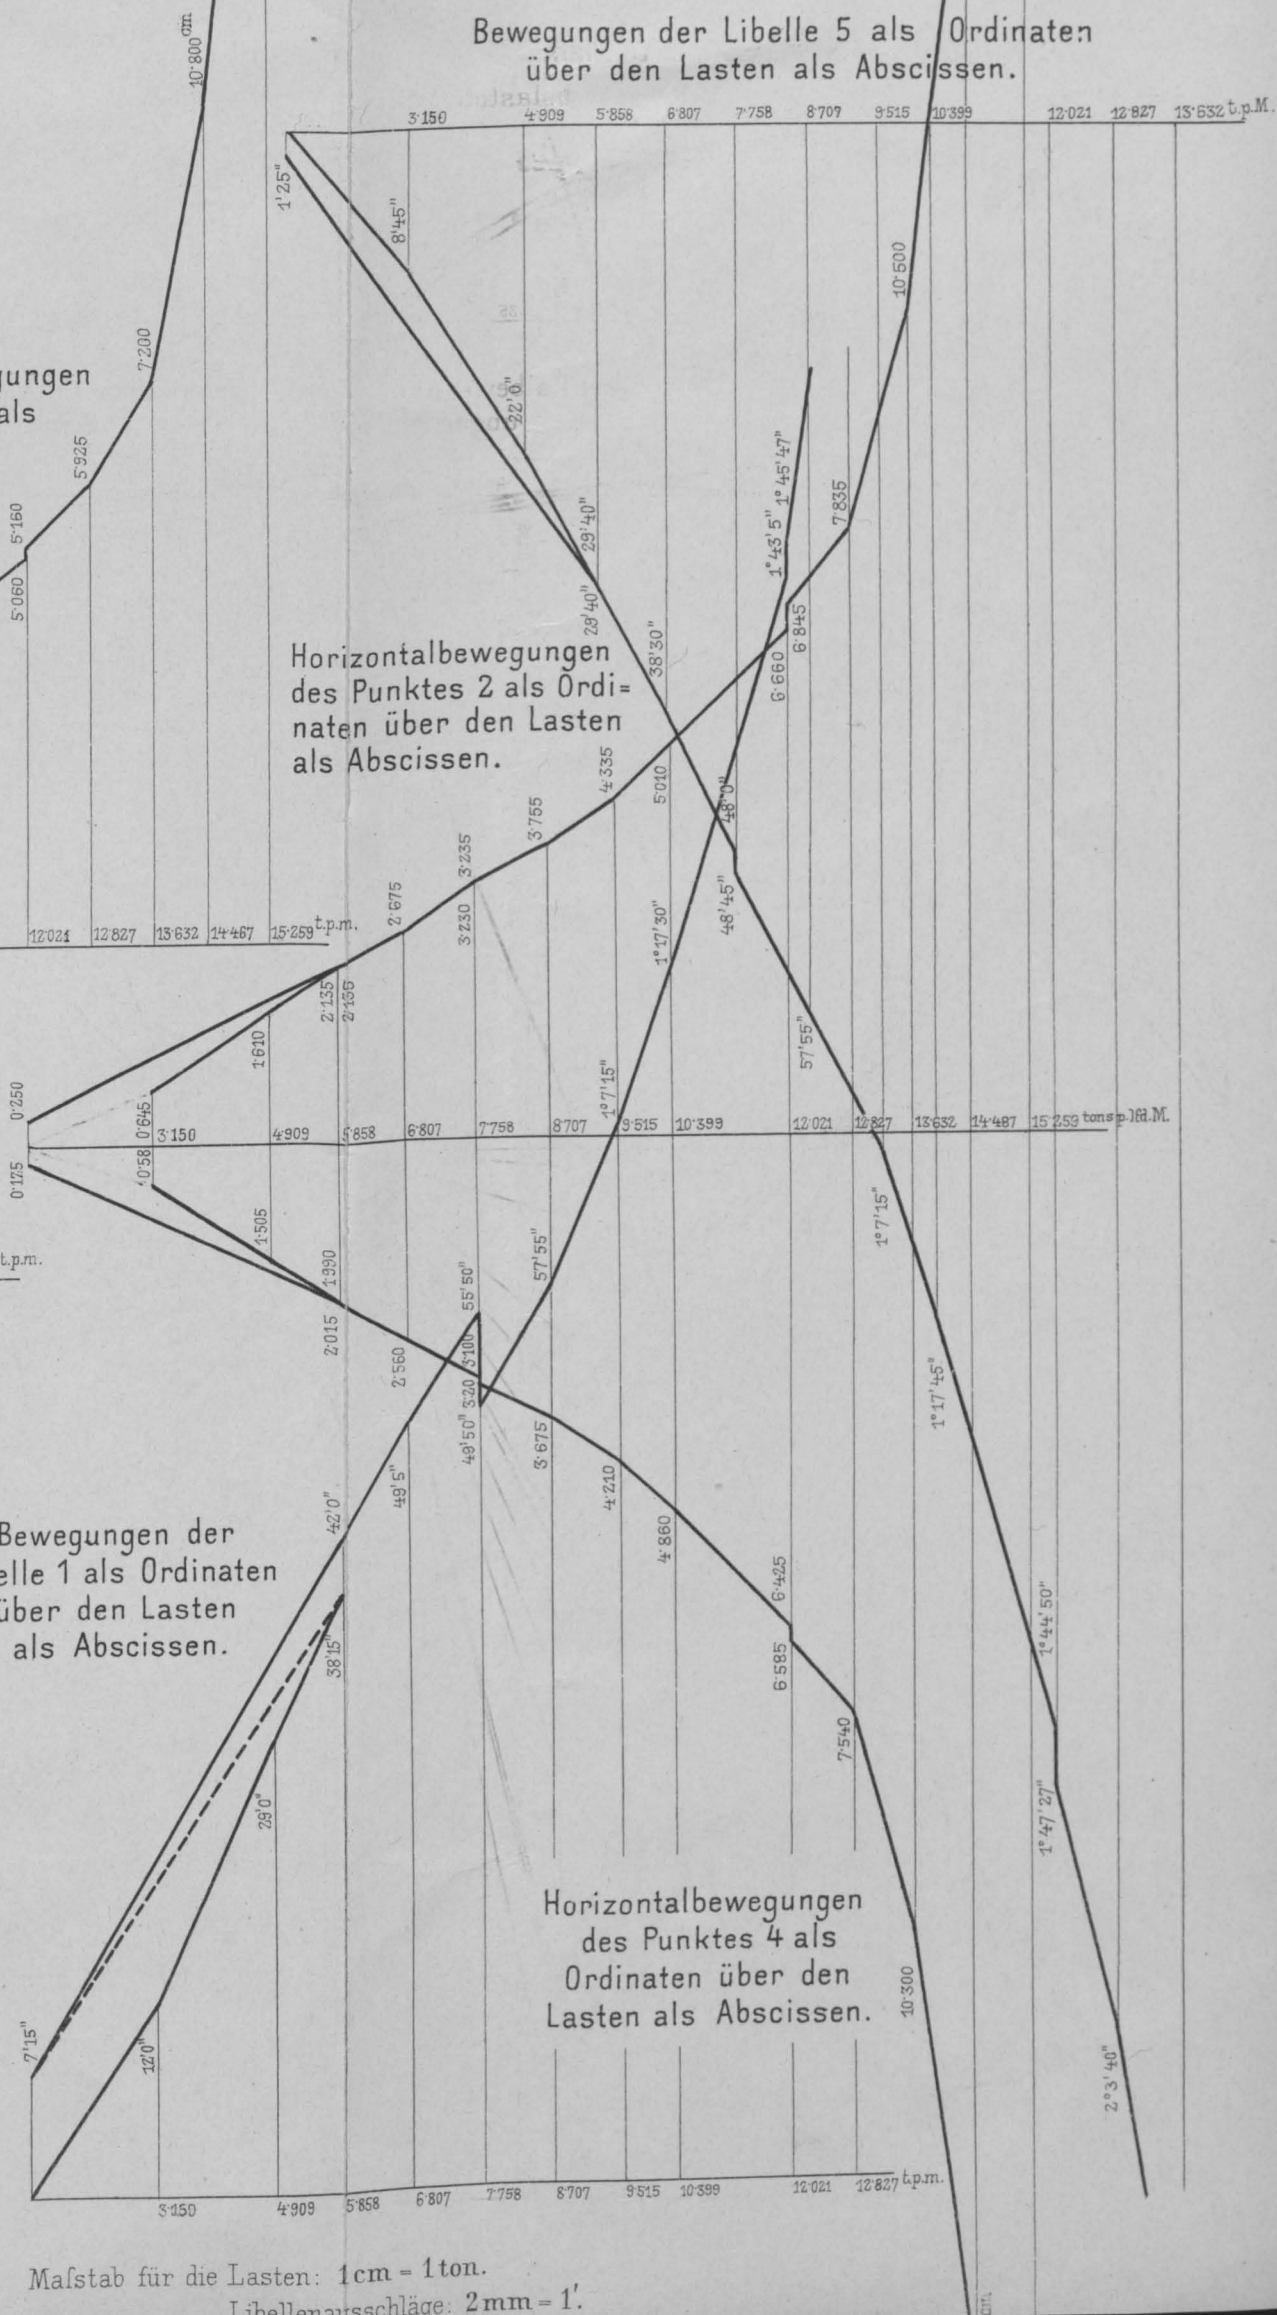 Bewegungen der Libelle 5 als Ordinaten
über den Lasten als Abscissen.
3·150 4·909 5·858 6·807 7·758 8·707 9·515 10·399 12·021 12·827 13·632 t.p.M.
10·800 cm
7·200
5·925
5·160
5·060
gungen
als
12·021 12·827 13·632 14·467 15·259 t.p.m.
1'25"
8'45"
22'0"
29'40"
29'40"
38'30"
48'0"
48'45"
57'55"
1°7'15"
1°17'45"
1°44'50"
1°47'27"
2°3'40"
Horizontalbewegungen
des Punktes 2 als Ordi=
naten über den Lasten
als Abscissen.
0·250
0·645
1·610
2·135
2·135
2·675
3·230
3·235
3·755
4·335
5·010
6·660
6·845
7·835
10·500
3·150 4·909 5·858 6·807 7·758 8·707 9·515 10·399 12·021 12·827 13·632 14·487 15·259 tons p. lfd. M.
0·125
0·58
1·505
1·990
2·015
2·560
3·100
3·20
3·675
4·210
4·860
6·425
6·585
7·540
10·300
t.p.m.
Bewegungen der
elle 1 als Ordinaten
über den Lasten
als Abscissen.
7'15"
12'0"
29'0"
38'15"
42'0"
49'5"
55'50"
49'50"
57'55"
1°7'15"
1°17'30"
1°43'5"
1°45'47"
Horizontalbewegungen
des Punktes 4 als
Ordinaten über den
Lasten als Abscissen.
3·150 4·909 5·858 6·807 7·758 8·707 9·515 10·399 12·021 12·827 t.p.m.
Maſstab für die Lasten: 1 cm = 1 ton.
Libellenausschläge: 2 mm = 1'.
cm.